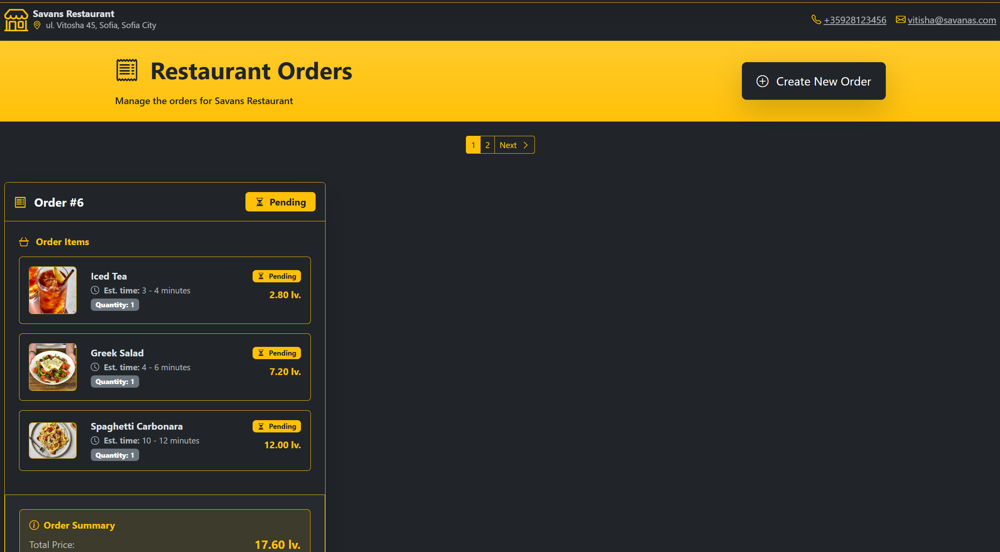 Savans Restaurant
ul. Vitosha 45, Sofia, Sofia City
+35928123456 vitisha@savanas.com
Restaurant Orders
Manage the orders for Savans Restaurant
Create New Order
1 2 Next
Order #6
Pending
Order Items
Iced Tea
Est. time: 3 - 4 minutes
Quantity: 1
Pending
2.80 lv.
Greek Salad
Est. time: 4 - 6 minutes
Quantity: 1
Pending
7.20 lv.
Spaghetti Carbonara
Est. time: 10 - 12 minutes
Quantity: 1
Pending
12.00 lv.
Order Summary
Total Price: 17.60 lv.